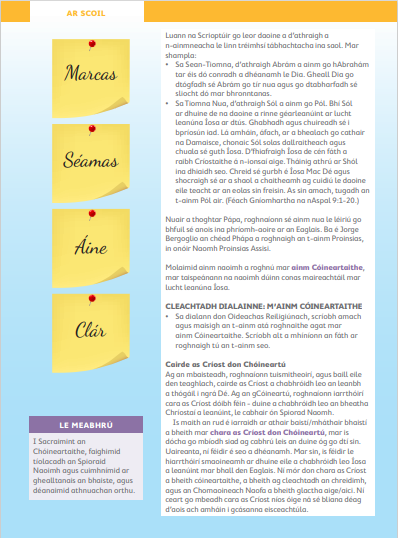 AR SCOIL
Marcas
Séamas
Áine
Clár
LE MEABHRÚ
I Sacraimint an
Chóineartaithe, faighimid
tíolacadh an Spioraid
Naoimh agus cuimhnimid ar
ghealltanais an bhaiste, agus
déanaimid athnuachan orthu.
Luann na Scrioptúir go leor daoine a d'athraigh a
n-ainmneacha le linn tréimhsí tábhachtacha ina saol. Mar
shampla:
• Sa Sean-Tiomna, d'athraigh Abrám a ainm go hAbrahám
tar éis dó conradh a dhéanamh le Dia. Gheall Dia go
dtógfadh sé Abrám go tír nua agus go dtabharfadh sé
sliocht dó mar bhronntanas.
• Sa Tiomna Nua, d'athraigh Sól a ainm go Pól. Bhí Sól
ar dhuine de na daoine a rinne géarleanúint ar lucht
leanúna Íosa ar dtús. Ghabhadh agus chuireadh sé i
bpríosún iad. Lá amháin, áfach, ar a bhealach go cathair
na Damaisce, chonaic Sól solas dallraitheach agus
chuala sé guth Íosa. D'fhiafraigh Íosa de cén fáth a
raibh Críostaithe á n-ionsaí aige. Tháinig athrú ar Shól
ina dhiaidh seo. Chreid sé gurbh é Íosa Mac Dé agus
shocraigh sé ar a shaol a chaitheamh ag cuidiú le daoine
eile teacht ar an eolas sin freisin. As sin amach, tugadh an
t-ainm Pól air. (Féach Gníomhartha na nAspal 9:1-20.)
Nuair a thoghtar Pápa, roghnaíonn sé ainm nua le léiriú go
bhfuil sé anois ina phríomh-aoire ar an Eaglais. Ba é Jorge
Bergoglio an chéad Phápa a roghnaigh an t-ainm Proinsias,
in onóir Naomh Proinsias Assisi.
Molaimid ainm naoimh a roghnú mar ainm Cóineartaithe,
mar taispeánann na naoimh dúinn conas maireachtáil mar
lucht leanúna Íosa.
CLEACHTADH DIALAINNE: M'AINM CÓINEARTAITHE
• Sa dialann don Oideachas Reiligiúnach, scríobh amach
agus maisigh an t-ainm atá roghnaithe agat mar
ainm Cóineartaithe. Scríobh alt a mhíníonn an fáth ar
roghnaigh tú an t-ainm seo.
Cairde as Críost don Chóineartú
Ag an mbaisteadh, roghnaíonn tuismitheoirí, agus baill eile
den teaghlach, cairde as Críost a chabhróidh leo an leanbh
a thógáil i ngrá Dé. Ag an gCóineartú, roghnaíonn iarrthóirí
cara as Críost dóibh féin - duine a chabhróidh leo an bheatha
Chríostaí a leanúint, le cabhair ón Spiorad Naomh.
Is maith an rud é iarraidh ar athair baistí/mháthair bhaistí
a bheith mar chara as Críost don Chóineartú, mar is
dócha go mbíodh siad ag cabhrú leis an duine óg go dtí sin.
Uaireanta, ní féidir é seo a dhéanamh. Mar sin, is féidir le
hiarrthóirí smaoineamh ar dhuine eile a chabhróidh leo Íosa
a leanúint mar bhaill den Eaglais. Ní mór don chara as Críost
a bheith cóineartaithe, a bheith ag cleachtadh an chreidimh,
agus an Chomaoineach Naofa a bheith glactha aige/aici. Ní
ceart go mbeadh cara as Críost níos óige ná sé bliana déag
d'aois ach amháin i gcásanna eisceachtúla.